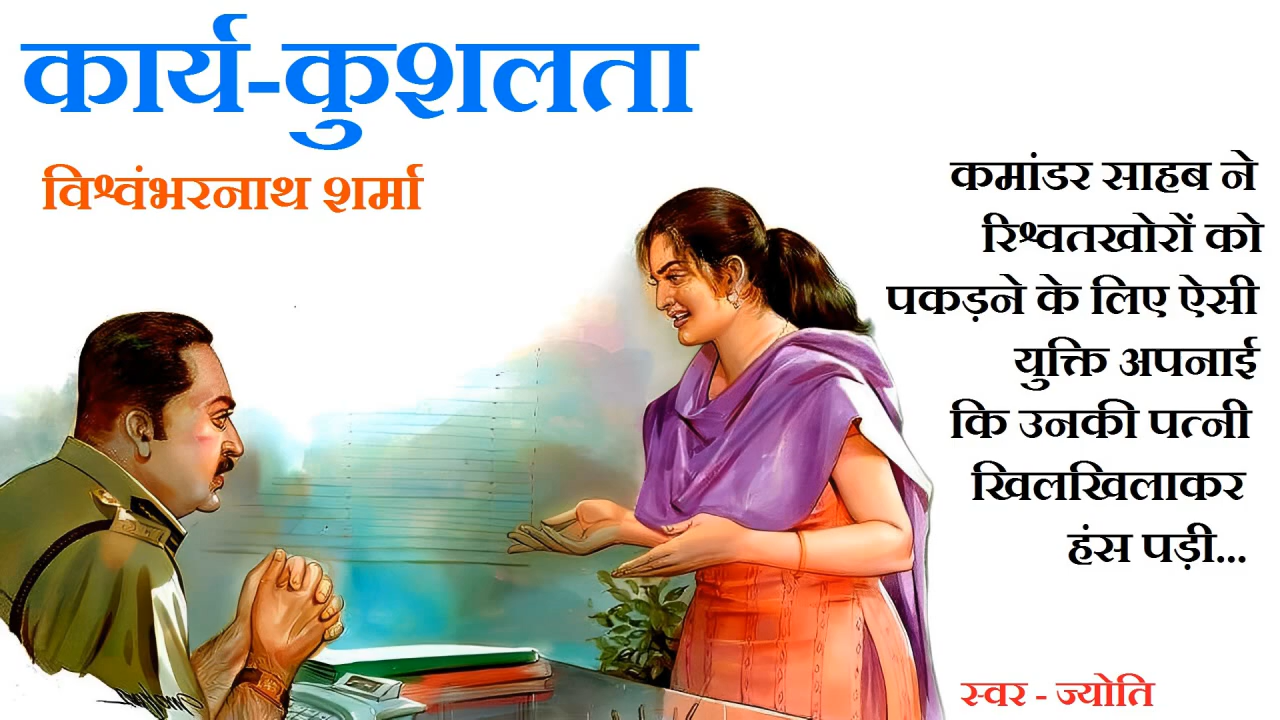 कार्य-कुशलता
विश्वंभरनाथ शर्मा
कमांडर साहब ने
रिश्वतखोरों को
पकड़ने के लिए ऐसी
युक्ति अपनाई
कि उनकी पत्नी
खिलखिलाकर
हंस पड़ी...
स्वर - ज्योति